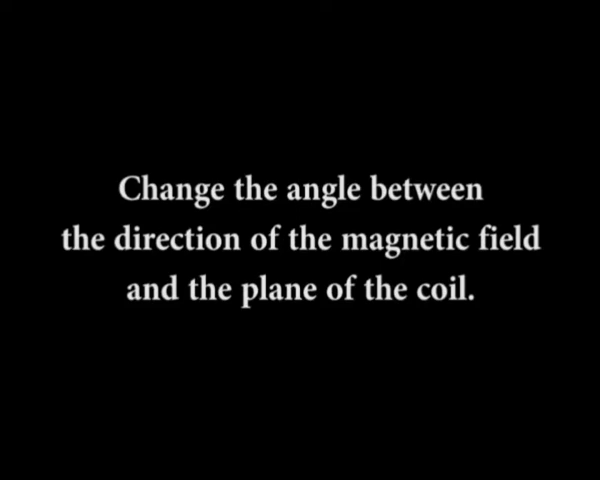 Change the angle between
the direction of the magnetic field
and the plane of the coil.